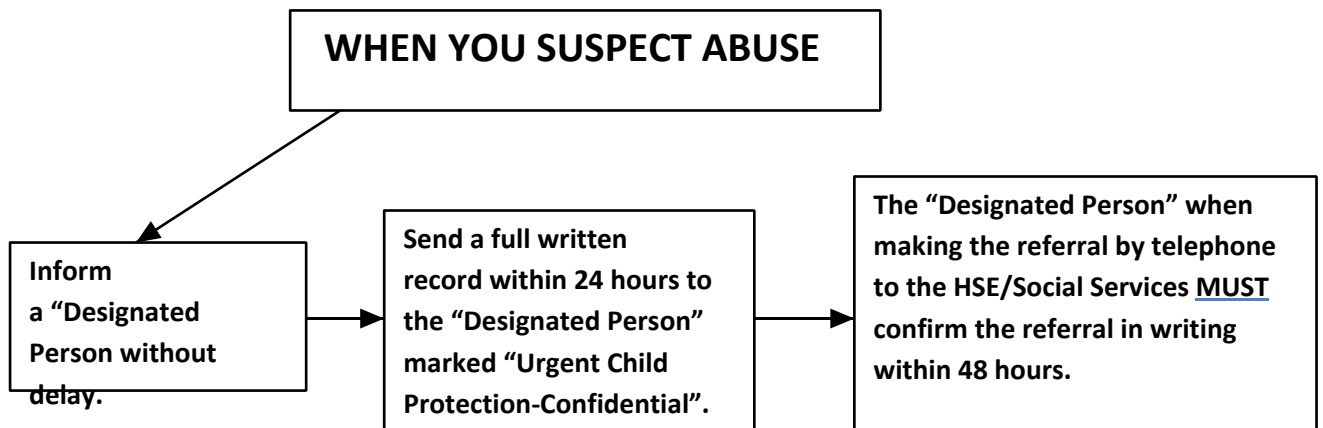 WHEN YOU SUSPECT ABUSE
Inform
a “Designated
Person without
delay.
Send a full written
record within 24 hours to
the “Designated Person”
marked “Urgent Child
Protection-Confidential”.
The “Designated Person” when
making the referral by telephone
to the HSE/Social Services MUST
confirm the referral in writing
within 48 hours.